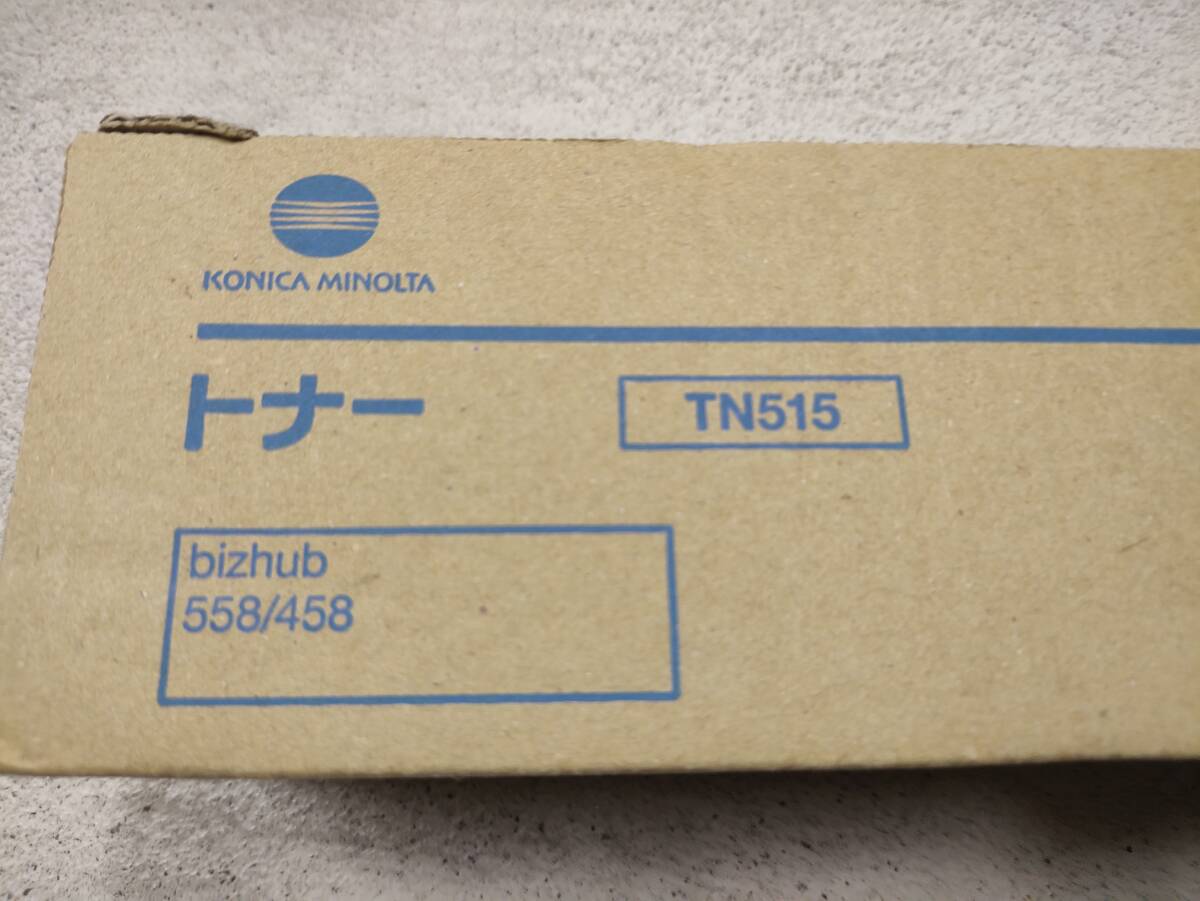 KONICA MINOLTA
トナー
TN515
bizhub
558/458